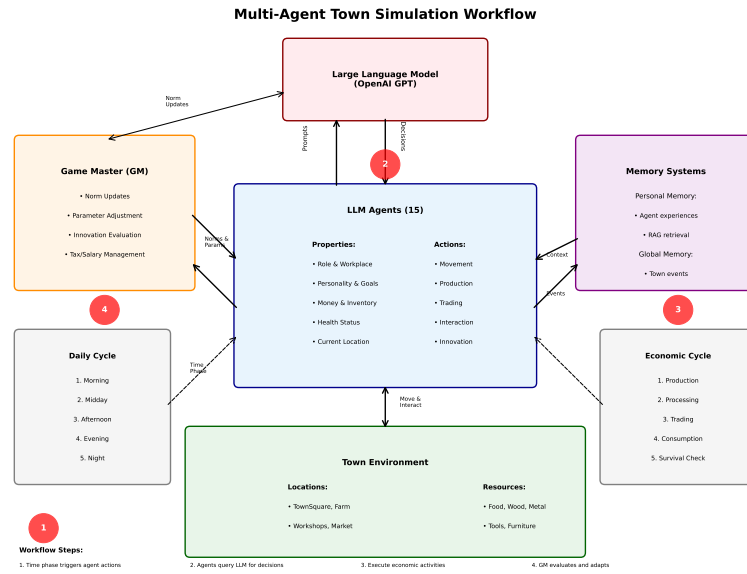 Multi-Agent Town Simulation Workflow
Large Language Model
(OpenAI GPT)
Norm
Updates
Prompts
Decisions
2
Game Master (GM)
• Norm Updates
• Parameter Adjustment
• Innovation Evaluation
• Tax/Salary Management
Norms &
Params
LLM Agents (15)
Properties:
• Role & Workplace
• Personality & Goals
• Money & Inventory
• Health Status
• Current Location
Actions:
• Movement
• Production
• Trading
• Interaction
• Innovation
Context
Events
Memory Systems
Personal Memory:
• Agent experiences
• RAG retrieval
Global Memory:
• Town events
4
3
Daily Cycle
1. Morning
2. Midday
3. Afternoon
4. Evening
5. Night
Time
Phase
Move &
Interact
Economic Cycle
1. Production
2. Processing
3. Trading
4. Consumption
5. Survival Check
Town Environment
Locations:
• TownSquare, Farm
• Workshops, Market
Resources:
• Food, Wood, Metal
• Tools, Furniture
1
Workflow Steps:
1. Time phase triggers agent actions
2. Agents query LLM for decisions
3. Execute economic activities
4. GM evaluates and adapts